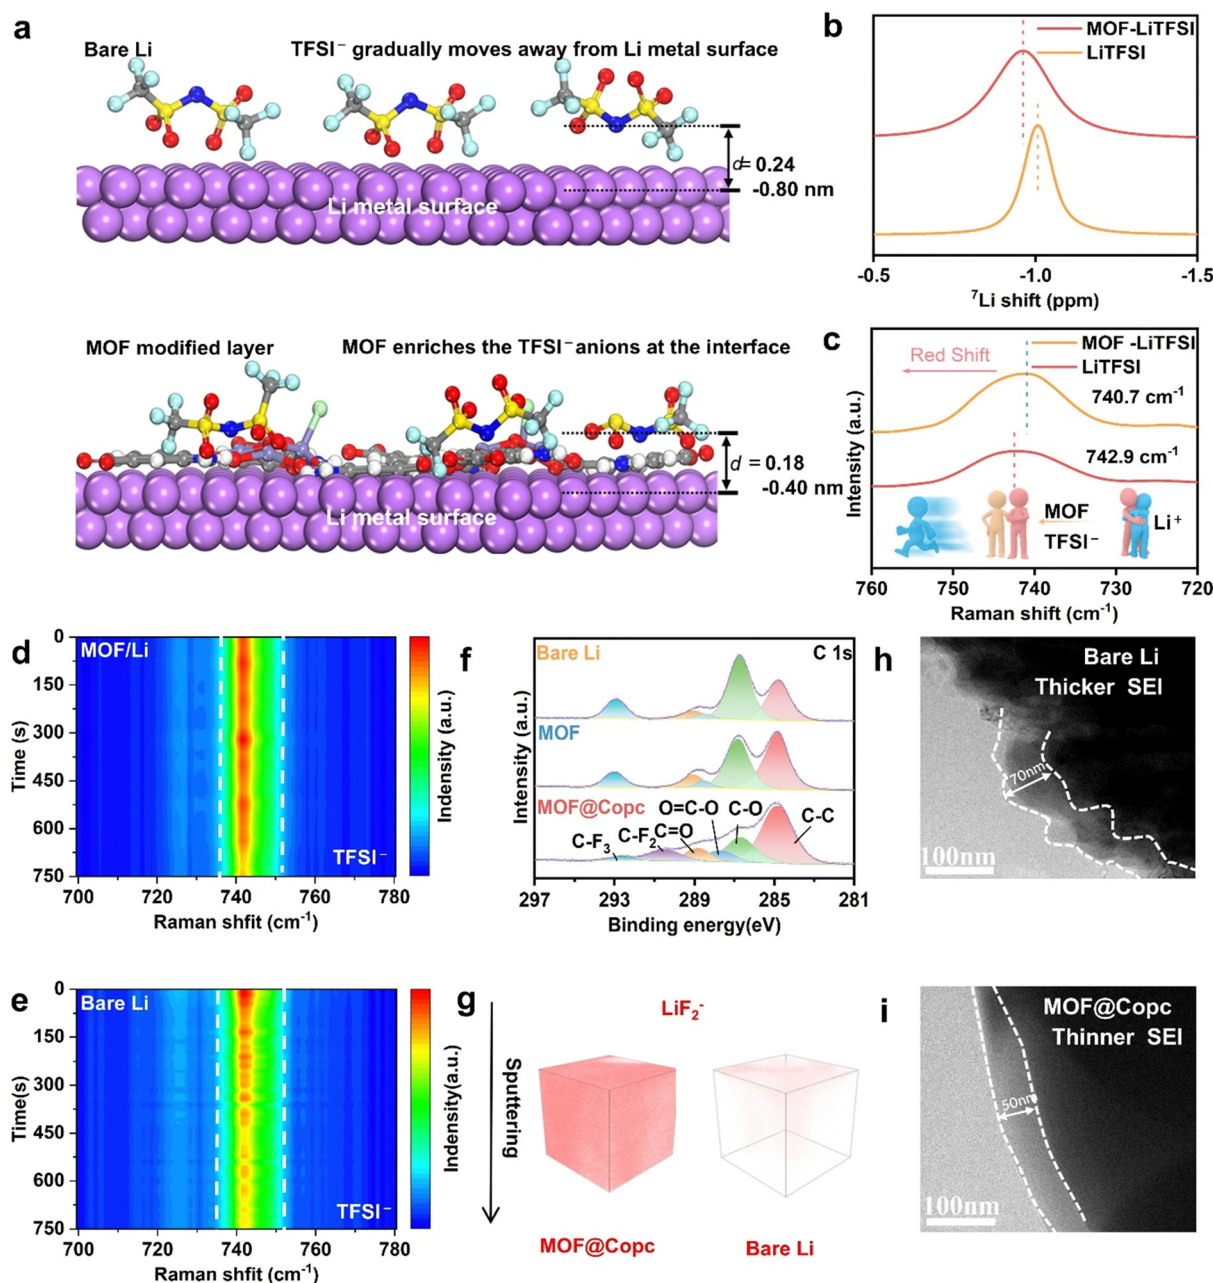 a
Bare Li
TFSI⁻ gradually moves away from Li metal surface
d= 0.24
-0.80 nm
Li metal surface
MOF modified layer
MOF enriches the TFSI⁻ anions at the interface
d = 0.18
-0.40 nm
Li metal surface
b
MOF-LiTFSI
LiTFSI
-0.5
-1.0
-1.5
⁷Li shift (ppm)
c
Red Shift
MOF -LiTFSI
LiTFSI
740.7 cm⁻¹
742.9 cm⁻¹
MOF
TFSI⁻
Li⁺
Intensity (a.u.)
760
750
740
730
720
Raman shift (cm⁻¹)
d
MOF/Li
TFSI⁻
Time (s)
0
150
300
450
600
750
700
720
740
760
780
Raman shfit (cm⁻¹)
Indensity (a.u.)
e
Bare Li
TFSI⁻
Time(s)
0
150
300
450
600
750
700
720
740
760
780
Raman shfit (cm⁻¹)
Indensity(a.u.)
f
Bare Li
C 1s
MOF
MOF@Copc
O=C-O
C-O
C-F₃
C-F₂
C=O
C-C
Intensity (a.u.)
297
293
289
285
281
Binding energy(eV)
g
LiF₂⁻
Sputtering
MOF@Copc
Bare Li
h
Bare Li
Thicker SEI
70nm
100nm
i
MOF@Copc
Thinner SEI
50nm
100nm